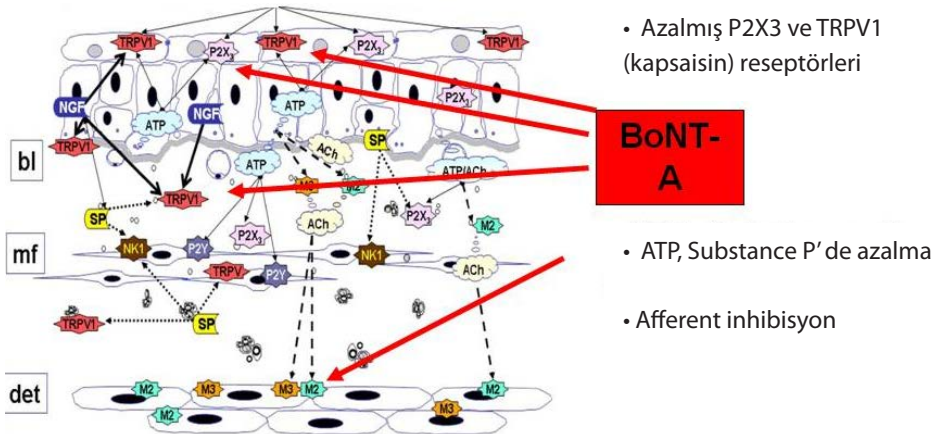 TRPV1
TRPV1
TRPV1
P2X3
P2X3
P2X3
NGF
NGF
ATP
ATP
TRPV1
SP
bl
ATP
ACh
ATP/ACh
M3
M2
TRPV1
SP
ACh
P2X3
M2
P2X3
mf
NK1
P2Y
NK1
TRPV
P2Y
ACh
TRPV1
SP
det
M2
M3
M3
M2
M2
M2
M3
• Azalmış P2X3 ve TRPV1
(kapsaisin) reseptörleri
BoNT-
A
• ATP, Substance P’ de azalma
• Afferent inhibisyon